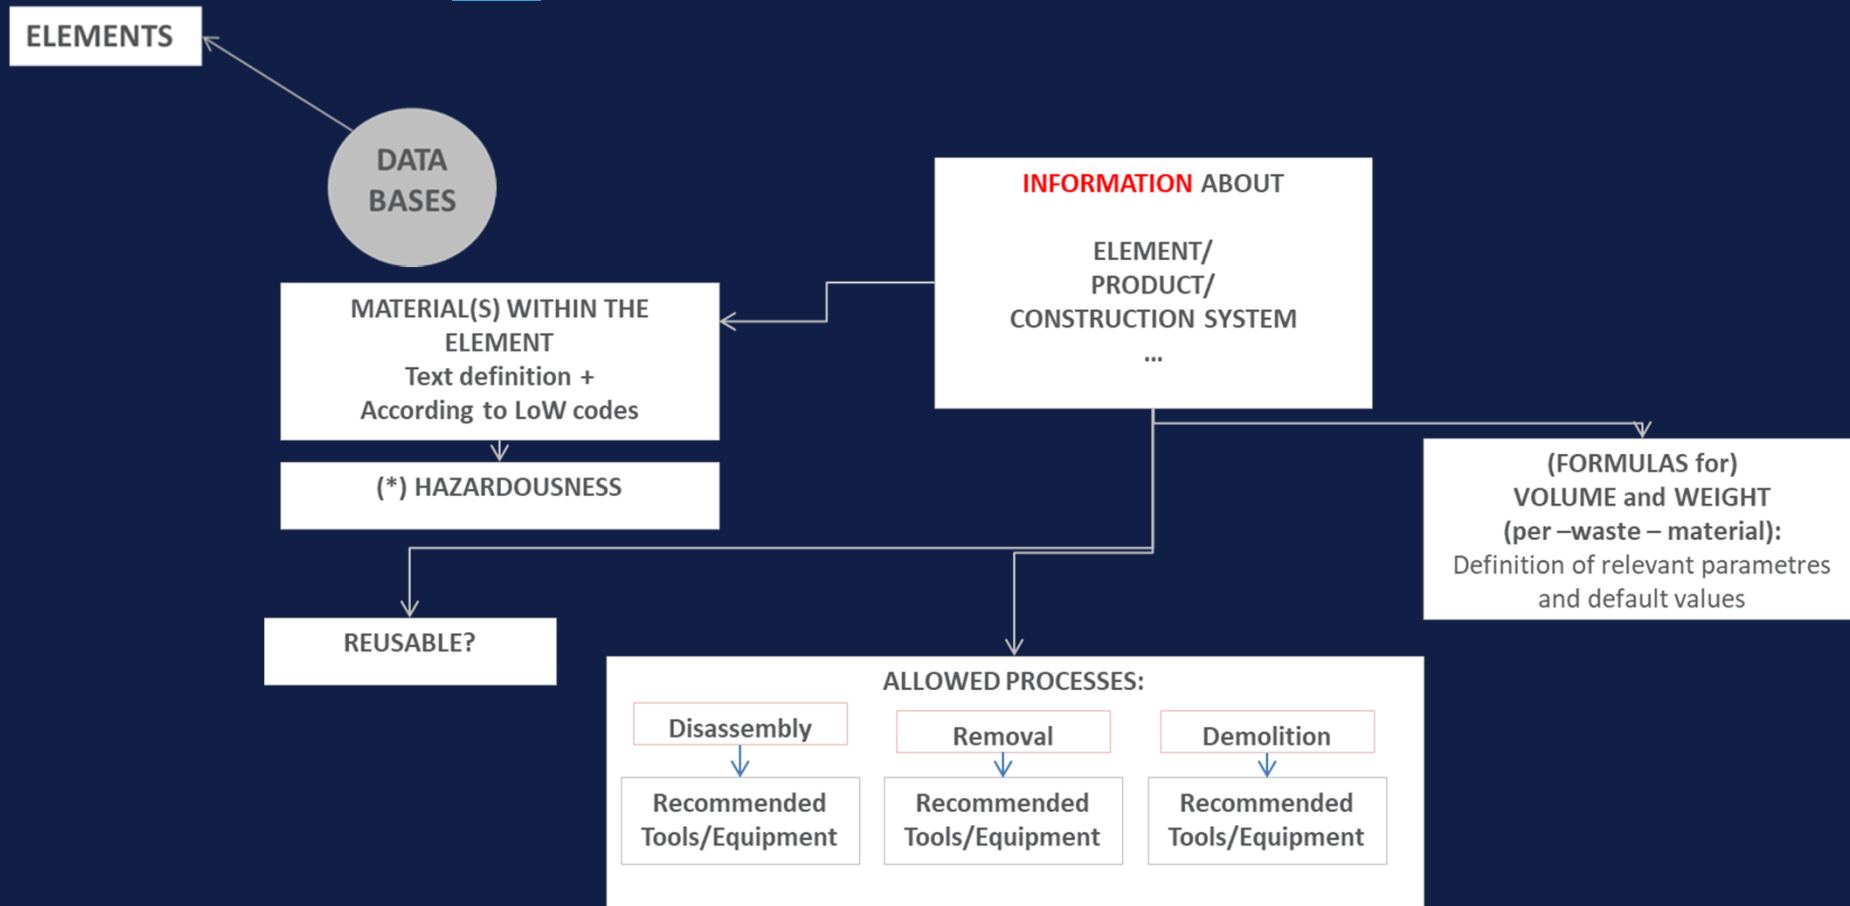 ELEMENTS
DATA
BASES
INFORMATION ABOUT
ELEMENT/
PRODUCT/
CONSTRUCTION SYSTEM
...
MATERIAL(S) WITHIN THE
ELEMENT
Text definition +
According to LoW codes
(*) HAZARDOUSNESS
(FORMULAS for)
VOLUME and WEIGHT
(per –waste – material):
Definition of relevant parametres
and default values
REUSABLE?
ALLOWED PROCESSES:
Disassembly
Removal
Demolition
Recommended
Tools/Equipment
Recommended
Tools/Equipment
Recommended
Tools/Equipment